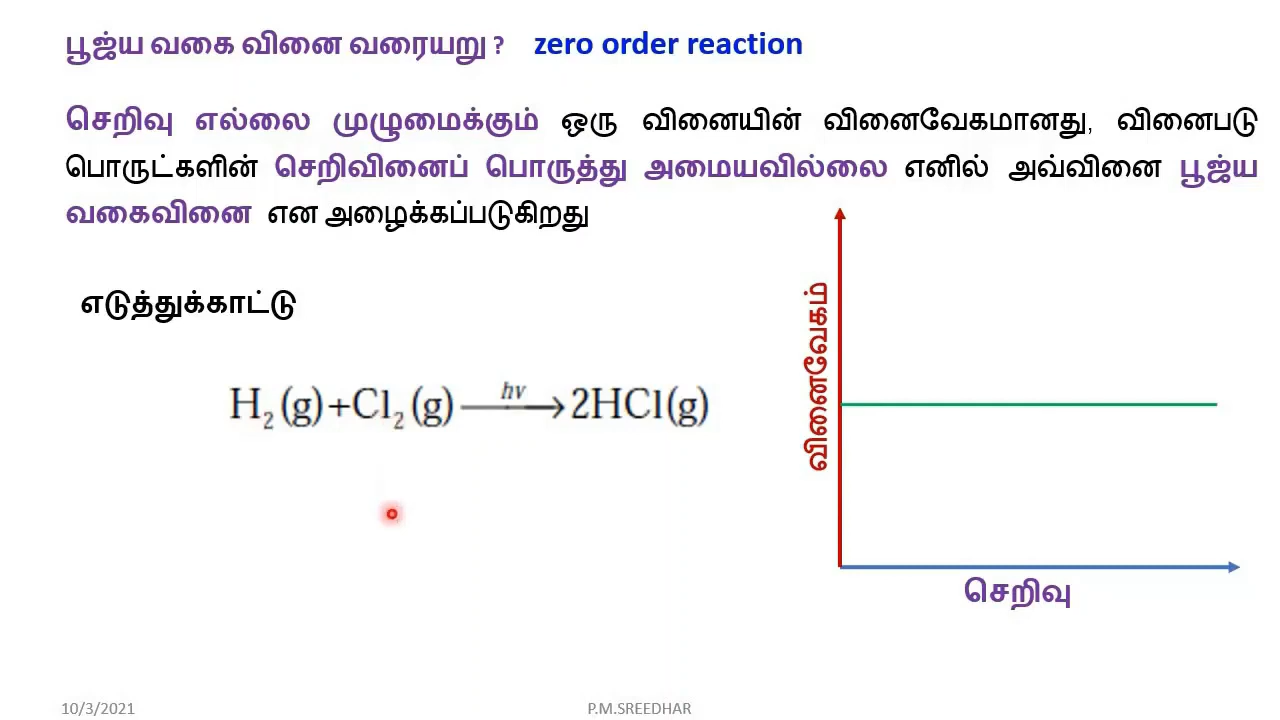 பூஜ்ய வகை வினை வரையறு ? zero order reaction
செறிவு எல்லை முழுமைக்கும் ஒரு வினையின் வினைவேகமானது, வினைபடு
பொருட்களின் செறிவினைப் பொருத்து அமையவில்லை எனில் அவ்வினை பூஜ்ய
வகைவினை என அழைக்கப்படுகிறது
எடுத்துக்காட்டு
H₂(g)+Cl₂(g) —hν→ 2HCl(g)
வினைவேகம்
செறிவு
10/3/2021
P.M.SREEDHAR